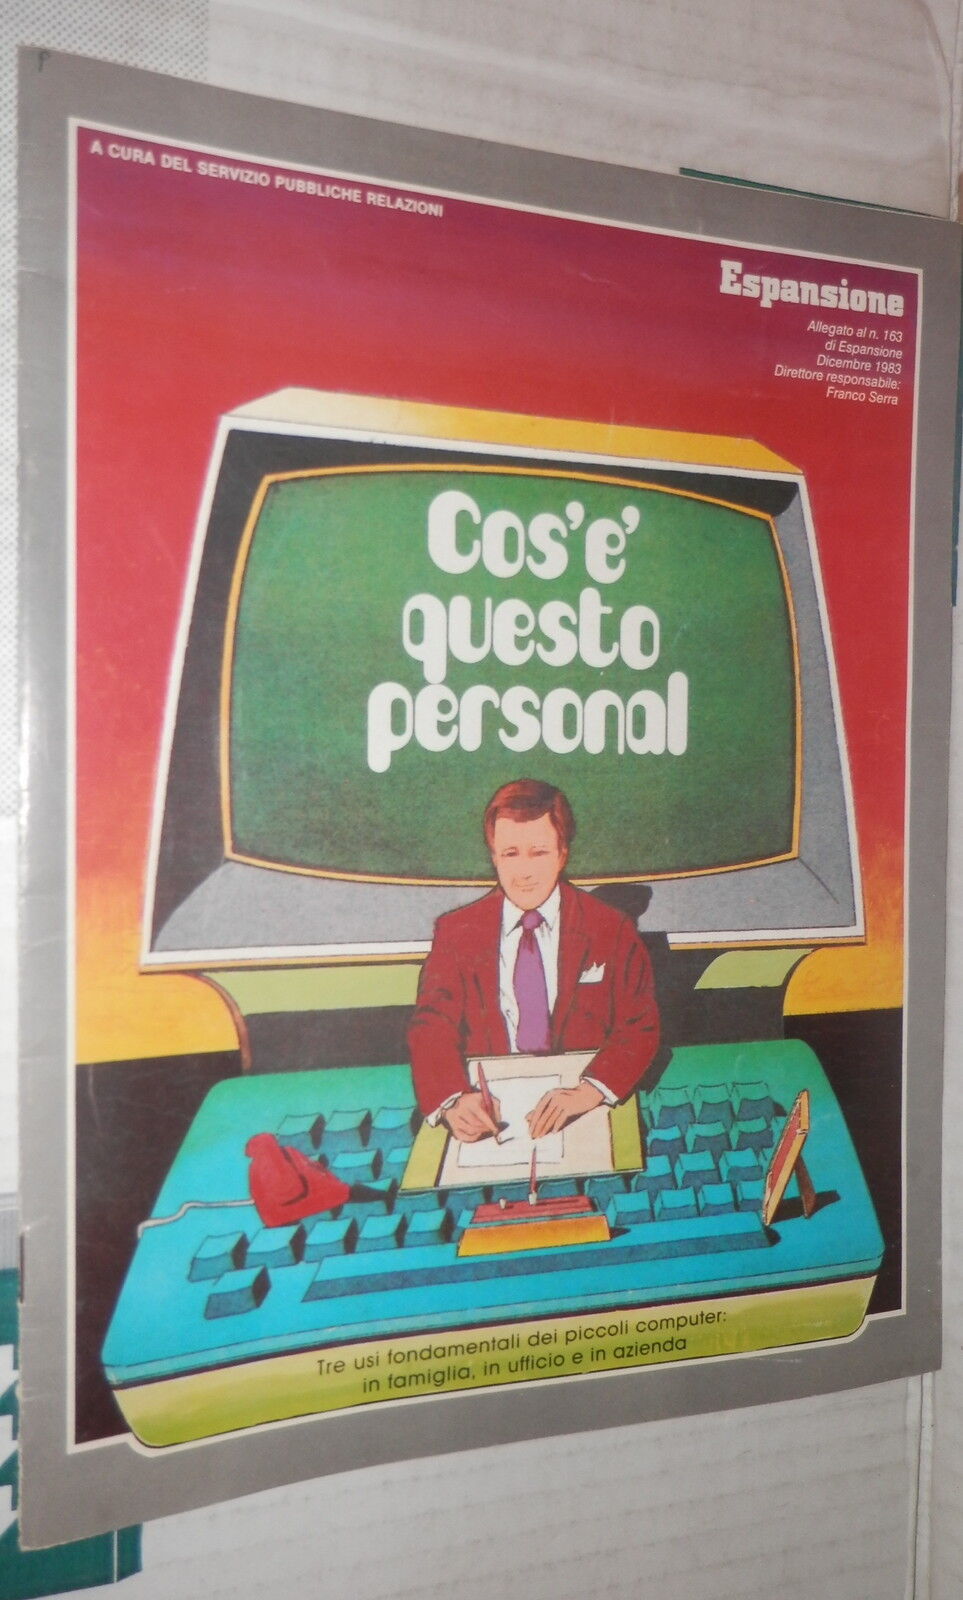 A CURA DEL SERVIZIO PUBBLICHE RELAZIONI
Espansione
Allegato al n. 163
di Espansione
Dicembre 1983
Direttore responsabile:
Franco Serra
Cos'e'
questo
personal
Tre usi fondamentali dei piccoli computer:
in famiglia, in ufficio e in azienda